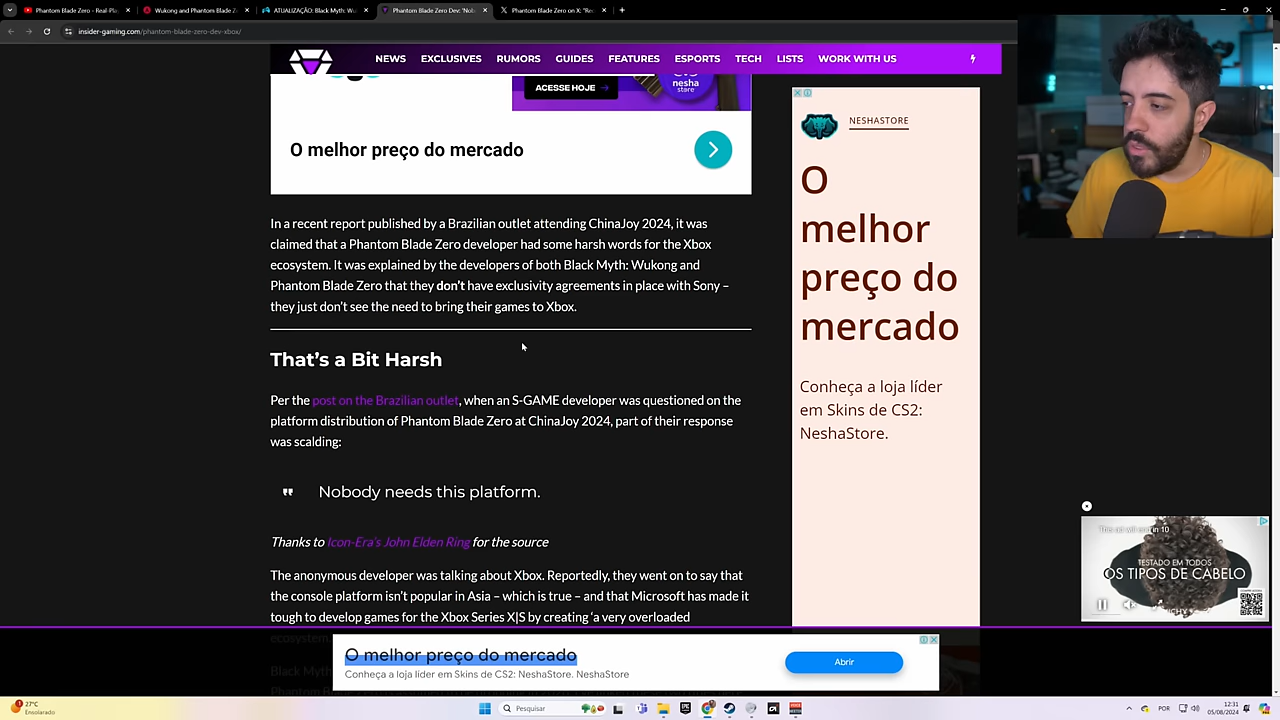 Phantom Blade Zero - Real-Pla
Wukong and Phantom Blade Z
ATUALIZAÇÃO: Black Myth: W
Phantom Blade Zero Dev: 'Nob
Phantom Blade Zero on X: "Re
insider-gaming.com/phantom-blade-zero-dev-xbox/
NEWS EXCLUSIVES RUMORS GUIDES FEATURES ESPORTS TECH LISTS WORK WITH US
ACESSE HOJE →
nesha
store
O melhor preço do mercado
NESHASTORE
O
melhor
preço do
mercado
Conheça a loja líder
em Skins de CS2:
NeshaStore.
In a recent report published by a Brazilian outlet attending ChinaJoy 2024, it was
claimed that a Phantom Blade Zero developer had some harsh words for the Xbox
ecosystem. It was explained by the developers of both Black Myth: Wukong and
Phantom Blade Zero that they don't have exclusivity agreements in place with Sony –
they just don't see the need to bring their games to Xbox.
That's a Bit Harsh
Per the post on the Brazilian outlet, when an S-GAME developer was questioned on the
platform distribution of Phantom Blade Zero at ChinaJoy 2024, part of their response
was scalding:
" Nobody needs this platform.
Thanks to Icon-Era's John Elden Ring for the source
The anonymous developer was talking about Xbox. Reportedly, they went on to say that
the console platform isn't popular in Asia – which is true – and that Microsoft has made it
tough to develop games for the Xbox Series X|S by creating 'a very overloaded
ecosystem
Black Myth
Phantom B
This ad will end in 10
TESTADO EM TODOS
OS TIPOS DE CABELO
O melhor preço do mercado
Conheça a loja líder em Skins de CS2: NeshaStore. NeshaStore
Abrir
27°C
Ensolarado
Pesquisar
POR
12:31
05/08/2024